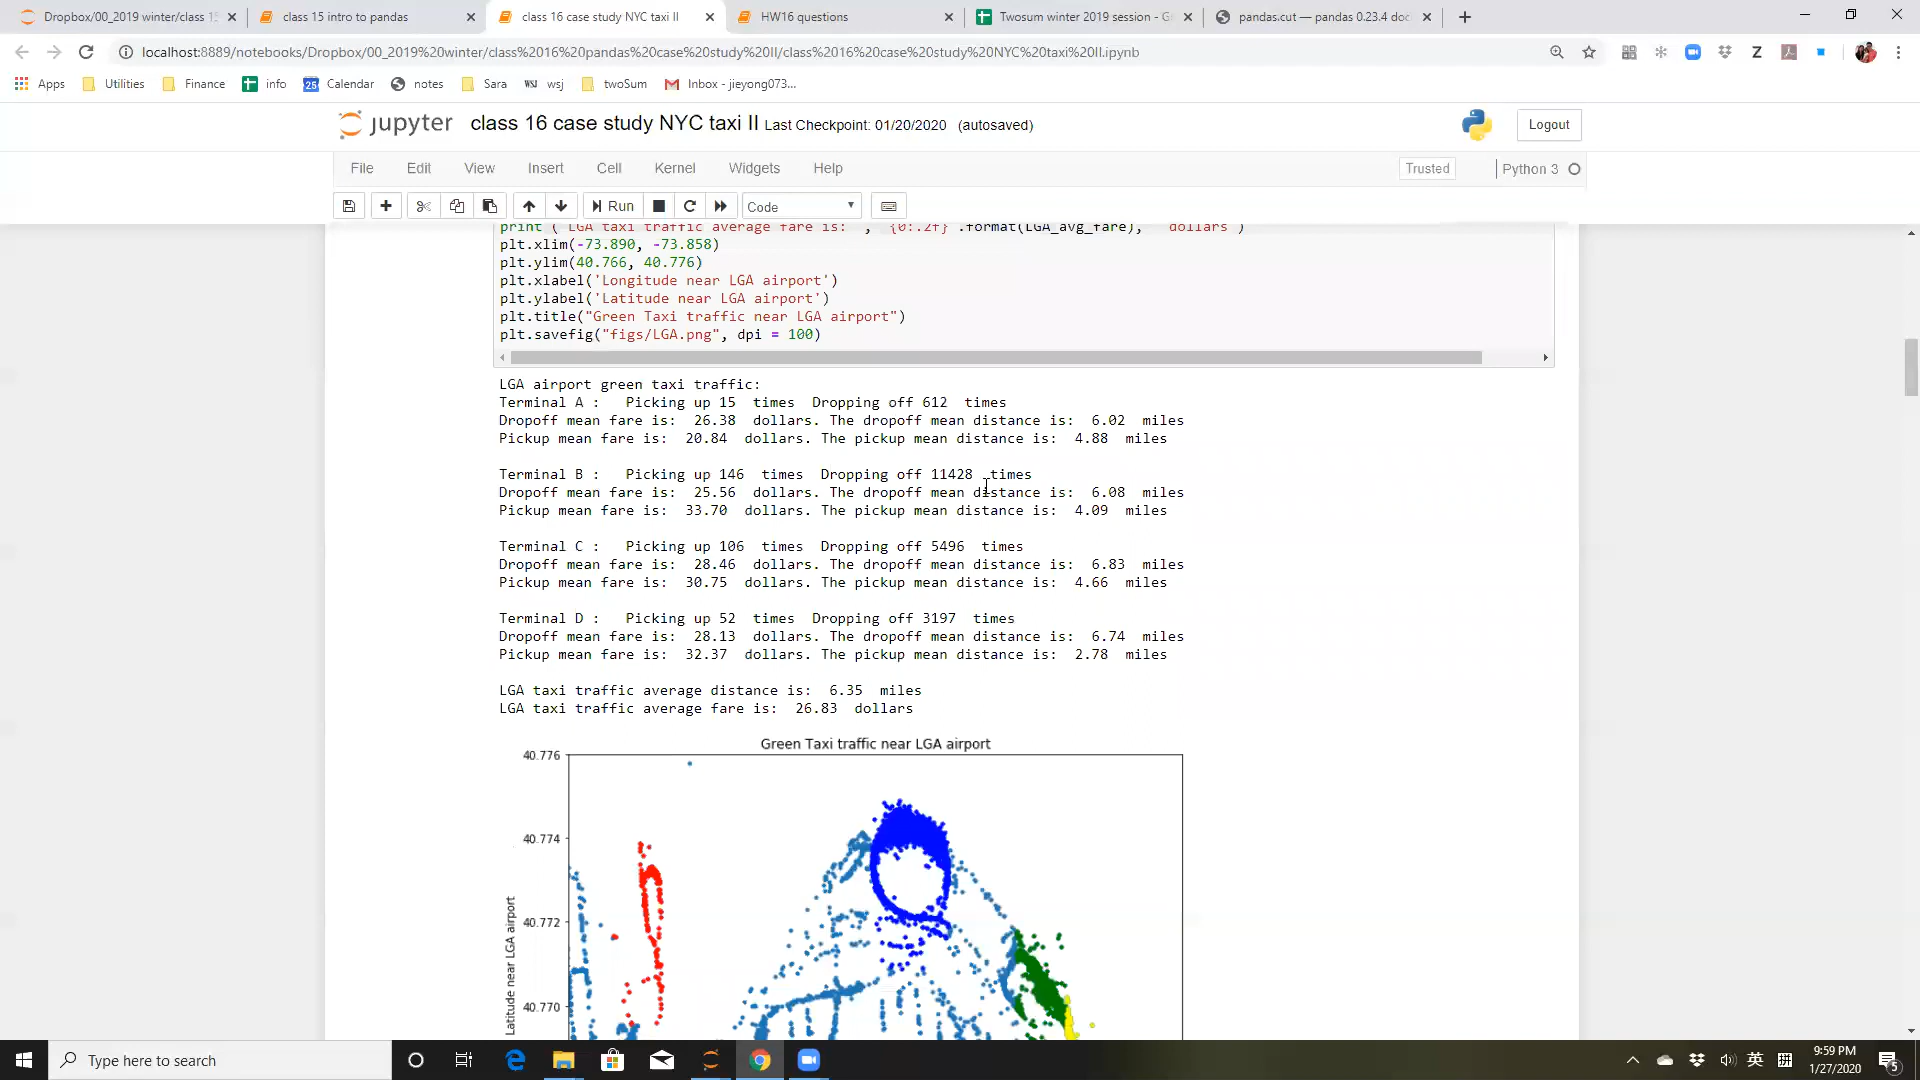 Dropbox/00_2019 winter/class 15
class 15 intro to pandas
class 16 case study NYC taxi II
HW16 questions
Twosum winter 2019 session - G
pandas.cut — pandas 0.23.4 doc
localhost:8889/notebooks/Dropbox/00_2019%20winter/class%2016%20pandas%20case%20study%20II/class%2016%20case%20study%20NYC%20taxi%20II.ipynb
Apps Utilities Finance info Calendar notes Sara wsj twoSum Inbox - jieyong073...
jupyter class 16 case study NYC taxi II Last Checkpoint: 01/20/2020 (autosaved)
Logout
File Edit View Insert Cell Kernel Widgets Help
Trusted Python 3
Run Code
print ("LGA taxi traffic average fare is: ", "{0:.2f}".format(LGA_avg_fare), " dollars")
plt.xlim(-73.890, -73.858)
plt.ylim(40.766, 40.776)
plt.xlabel('Longitude near LGA airport')
plt.ylabel('Latitude near LGA airport')
plt.title("Green Taxi traffic near LGA airport")
plt.savefig("figs/LGA.png", dpi = 100)
LGA airport green taxi traffic:
Terminal A : Picking up 15 times Dropping off 612 times
Dropoff mean fare is: 26.38 dollars. The dropoff mean distance is: 6.02 miles
Pickup mean fare is: 20.84 dollars. The pickup mean distance is: 4.88 miles
Terminal B : Picking up 146 times Dropping off 11428 times
Dropoff mean fare is: 25.56 dollars. The dropoff mean distance is: 6.08 miles
Pickup mean fare is: 33.70 dollars. The pickup mean distance is: 4.09 miles
Terminal C : Picking up 106 times Dropping off 5496 times
Dropoff mean fare is: 28.46 dollars. The dropoff mean distance is: 6.83 miles
Pickup mean fare is: 30.75 dollars. The pickup mean distance is: 4.66 miles
Terminal D : Picking up 52 times Dropping off 3197 times
Dropoff mean fare is: 28.13 dollars. The dropoff mean distance is: 6.74 miles
Pickup mean fare is: 32.37 dollars. The pickup mean distance is: 2.78 miles
LGA taxi traffic average distance is: 6.35 miles
LGA taxi traffic average fare is: 26.83 dollars
Green Taxi traffic near LGA airport
40.776
40.774
40.772
40.770
Latitude near LGA airport
Type here to search
英 拼
9:59 PM
1/27/2020
5